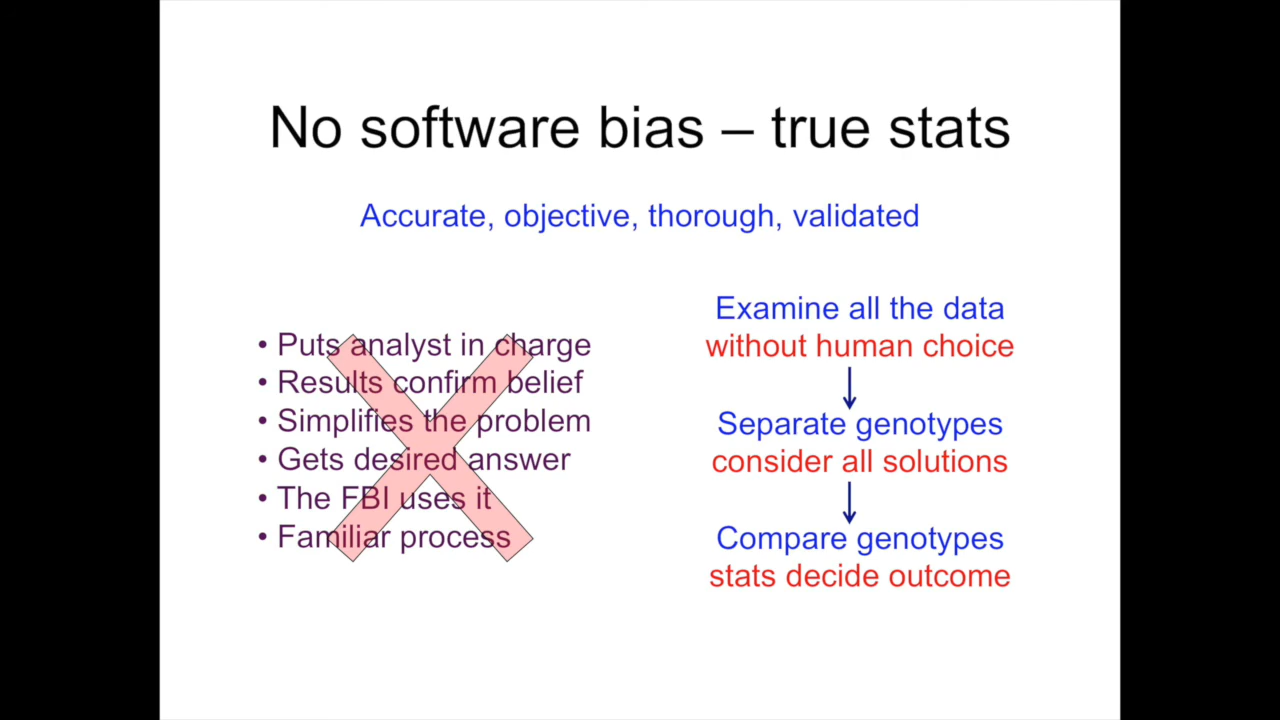 No software bias – true stats
Accurate, objective, thorough, validated
• Puts analyst in charge
• Results confirm belief
• Simplifies the problem
• Gets desired answer
• The FBI uses it
• Familiar process
Examine all the data
without human choice
Separate genotypes
consider all solutions
Compare genotypes
stats decide outcome